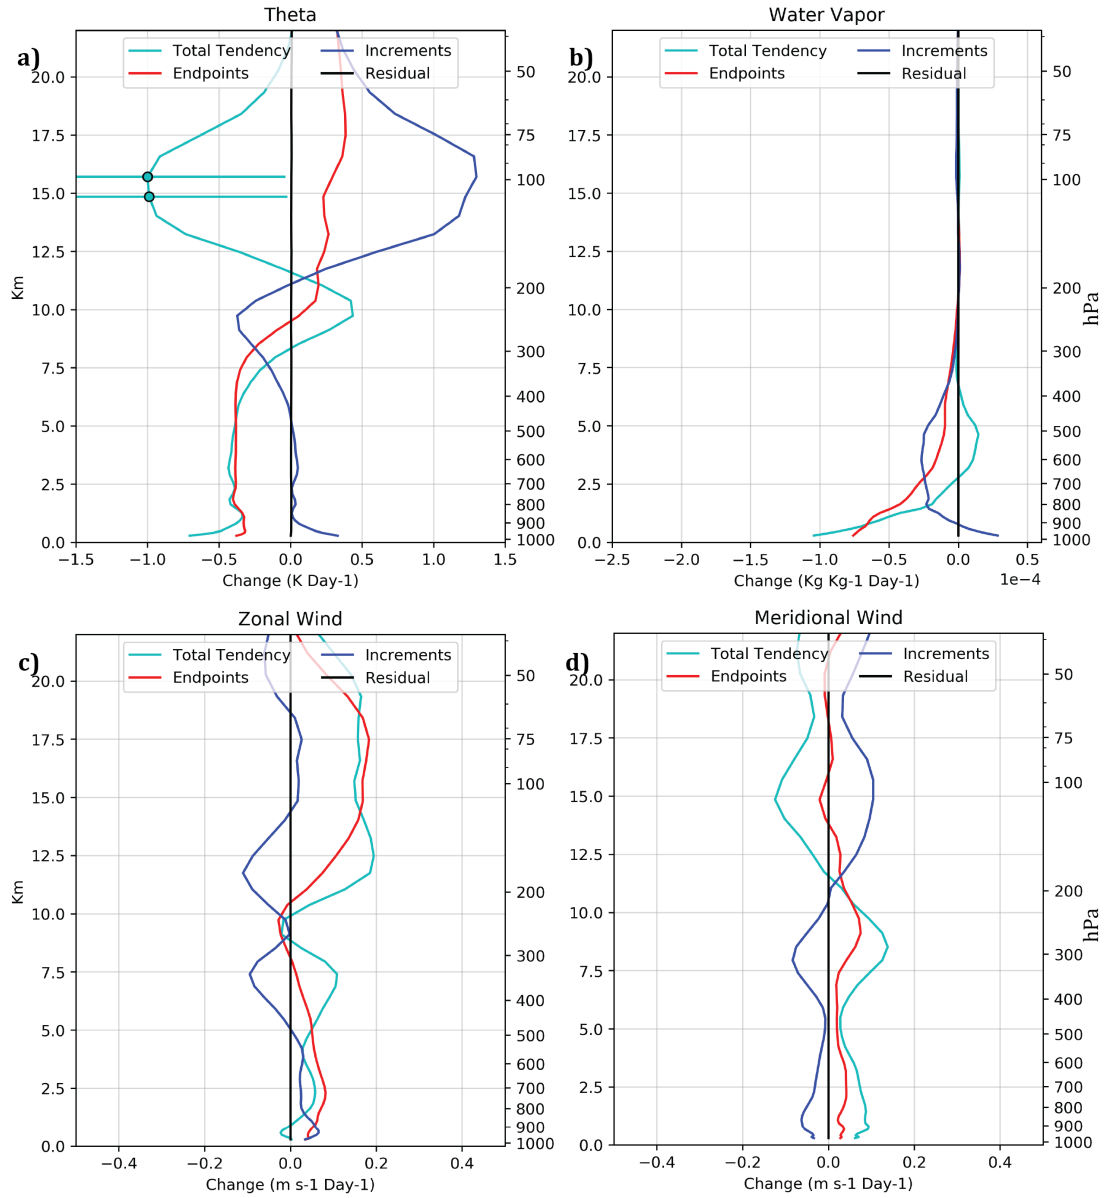 Theta
a)
Total Tendency
Endpoints
Increments
Residual
20.0
17.5
15.0
12.5
10.0
7.5
5.0
2.5
0.0
Km
50
75
100
200
300
400
500
600
700
800
900
1000
−1.5 −1.0 −0.5 0.0 0.5 1.0 1.5
Change (K Day-1)
Water Vapor
b)
Total Tendency
Endpoints
Increments
Residual
20.0
17.5
15.0
12.5
10.0
7.5
5.0
2.5
0.0
50
75
100
200
300
400
500
600
700
800
900
1000
hPa
−2.5 −2.0 −1.5 −1.0 −0.5 0.0 0.5
Change (Kg Kg-1 Day-1)
1e−4
Zonal Wind
c)
Total Tendency
Endpoints
Increments
Residual
20.0
17.5
15.0
12.5
10.0
7.5
5.0
2.5
0.0
Km
50
75
100
200
300
400
500
600
700
800
900
1000
−0.4 −0.2 0.0 0.2 0.4
Change (m s-1 Day-1)
Meridional Wind
d)
Total Tendency
Endpoints
Increments
Residual
20.0
17.5
15.0
12.5
10.0
7.5
5.0
2.5
0.0
50
75
100
200
300
400
500
600
700
800
900
1000
hPa
−0.4 −0.2 0.0 0.2 0.4
Change (m s-1 Day-1)